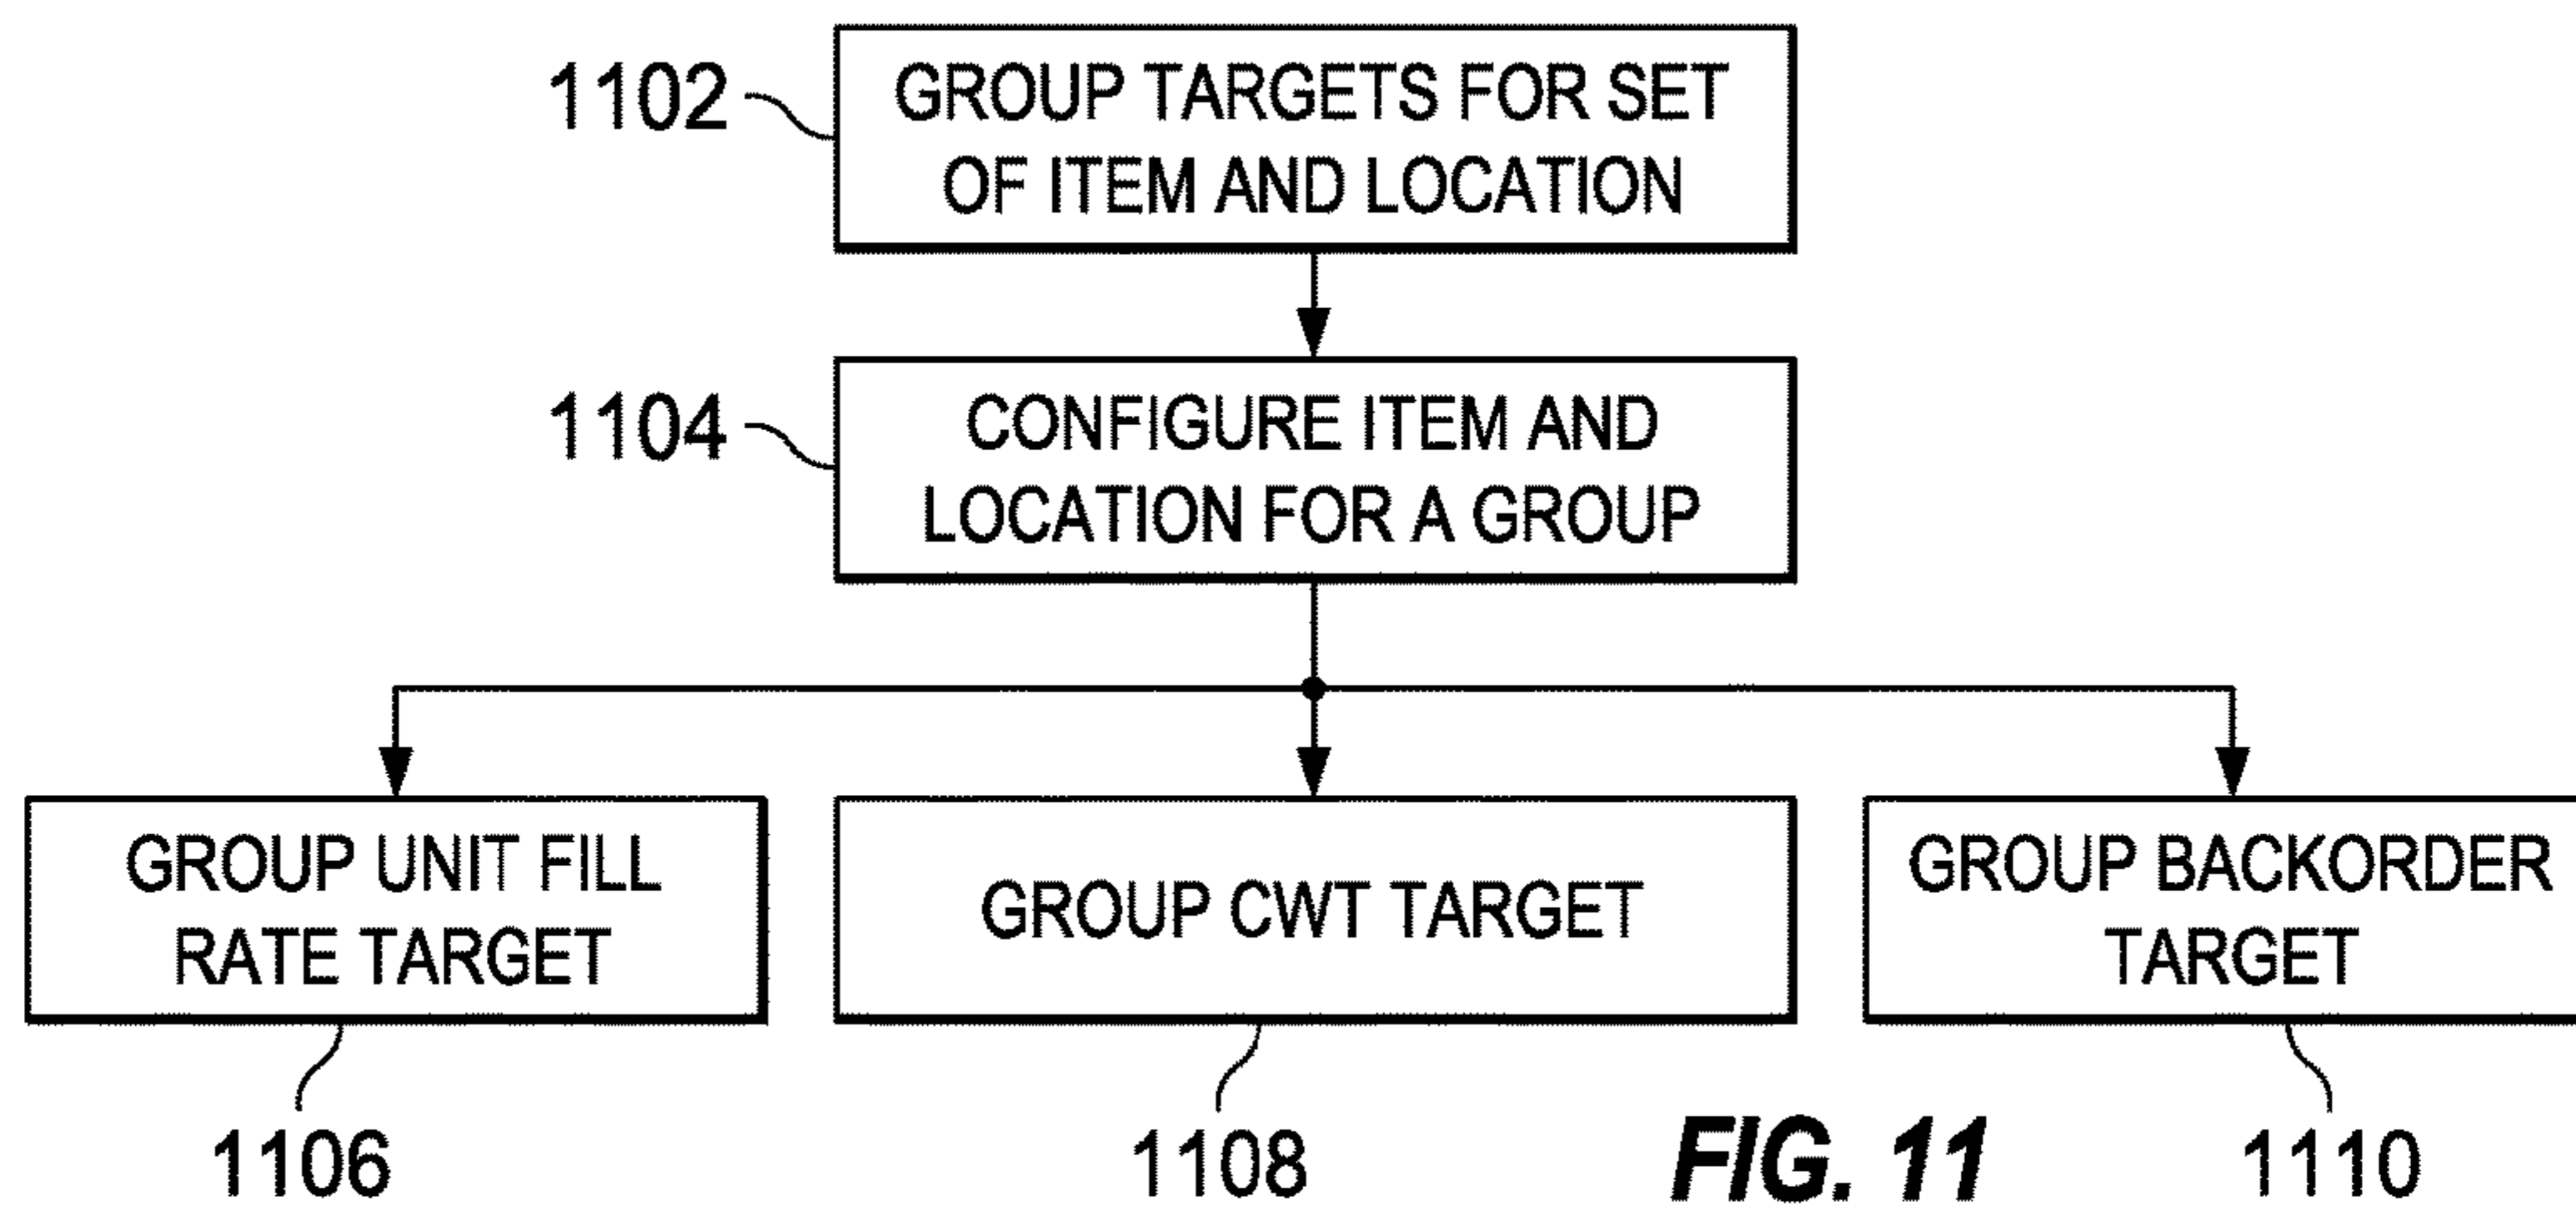 1102
GROUP TARGETS FOR SET
OF ITEM AND LOCATION
1104
CONFIGURE ITEM AND
LOCATION FOR A GROUP
GROUP UNIT FILL
RATE TARGET
GROUP CWT TARGET
GROUP BACKORDER
TARGET
1106
1108
FIG. 11
1110